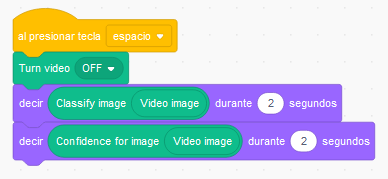 al presionar tecla espacio
Turn video OFF
decir Classify image Video image durante 2 segundos
decir Confidence for image Video image durante 2 segundos